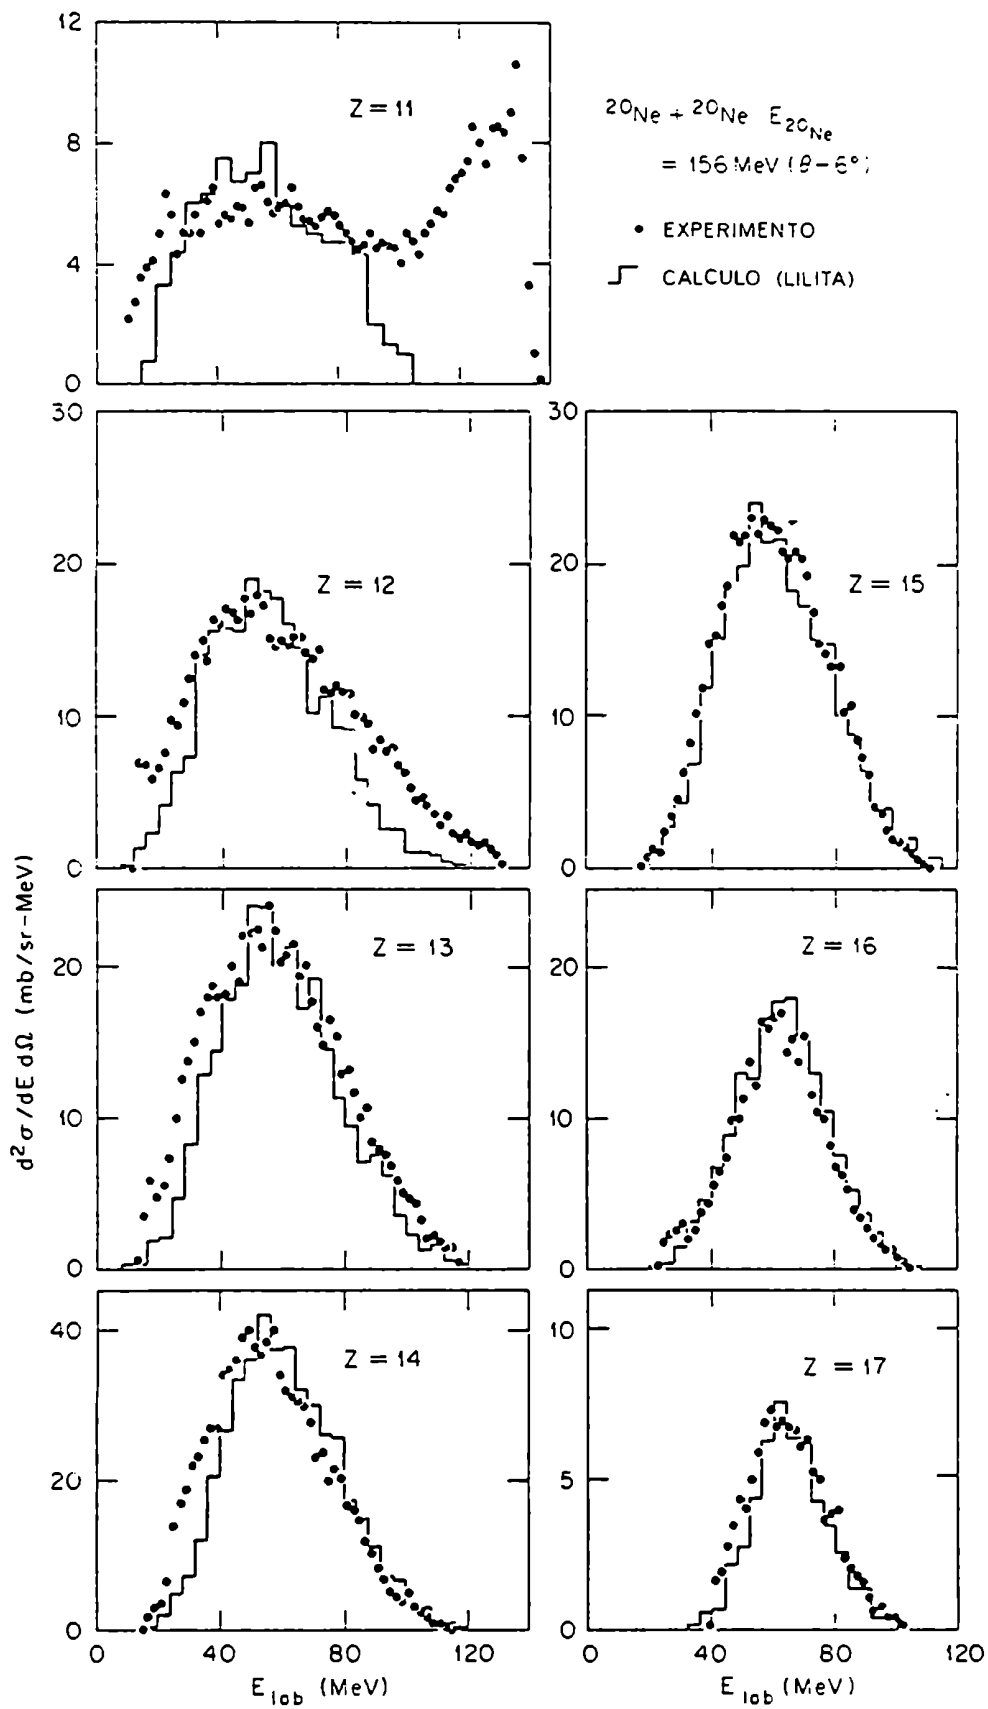 12
8
4
0
Z = 11
20Ne + 20Ne E20Ne
= 156 MeV (θ-6°)
• EXPERIMENTO
CALCULO (LILITA)
30
20
10
0
Z = 12
30
20
10
0
Z = 15
20
10
0
Z = 13
20
10
0
Z = 16
40
20
0
Z = 14
0 40 80 120
E lab (MeV)
10
5
0
Z = 17
0 40 80 120
E lab (MeV)
d²σ/dE dΩ (mb/sr-MeV)